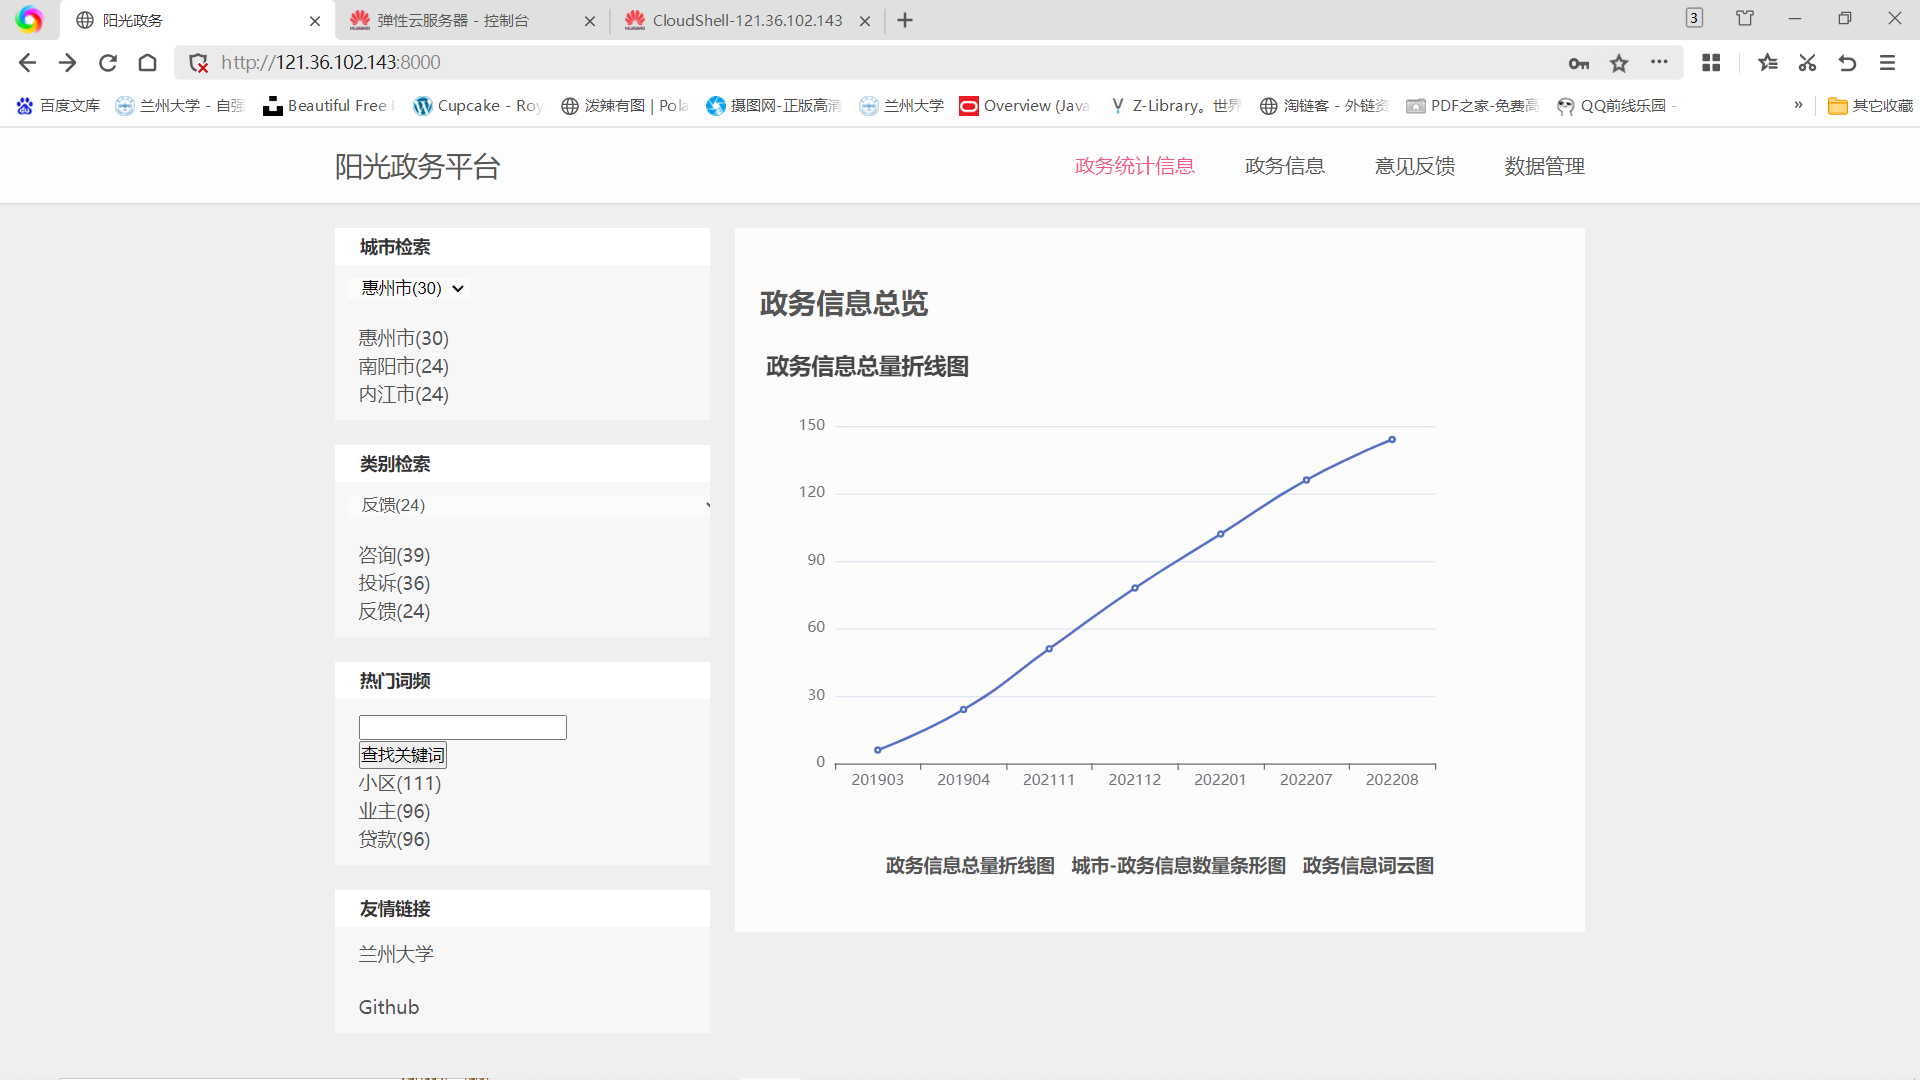 阳光政务
弹性云服务器 - 控制台
CloudShell-121.36.102.143
3
http://121.36.102.143:8000
百度文库
兰州大学 - 自强
Beautiful Free
Cupcake - Roy
泼辣有图 | Pola
摄图网-正版高清
兰州大学
Overview (Java
Z-Library。世界
淘链客 - 外链资
PDF之家-免费高
QQ前线乐园 -
»
其它收藏
阳光政务平台
政务统计信息
政务信息
意见反馈
数据管理
城市检索
惠州市(30)
惠州市(30)
南阳市(24)
内江市(24)
类别检索
反馈(24)
咨询(39)
投诉(36)
反馈(24)
热门词频
查找关键词
小区(111)
业主(96)
贷款(96)
友情链接
兰州大学
Github
政务信息总览
政务信息总量折线图
150
120
90
60
30
0
201903 201904 202111 202112 202201 202207 202208
政务信息总量折线图 城市-政务信息数量条形图 政务信息词云图